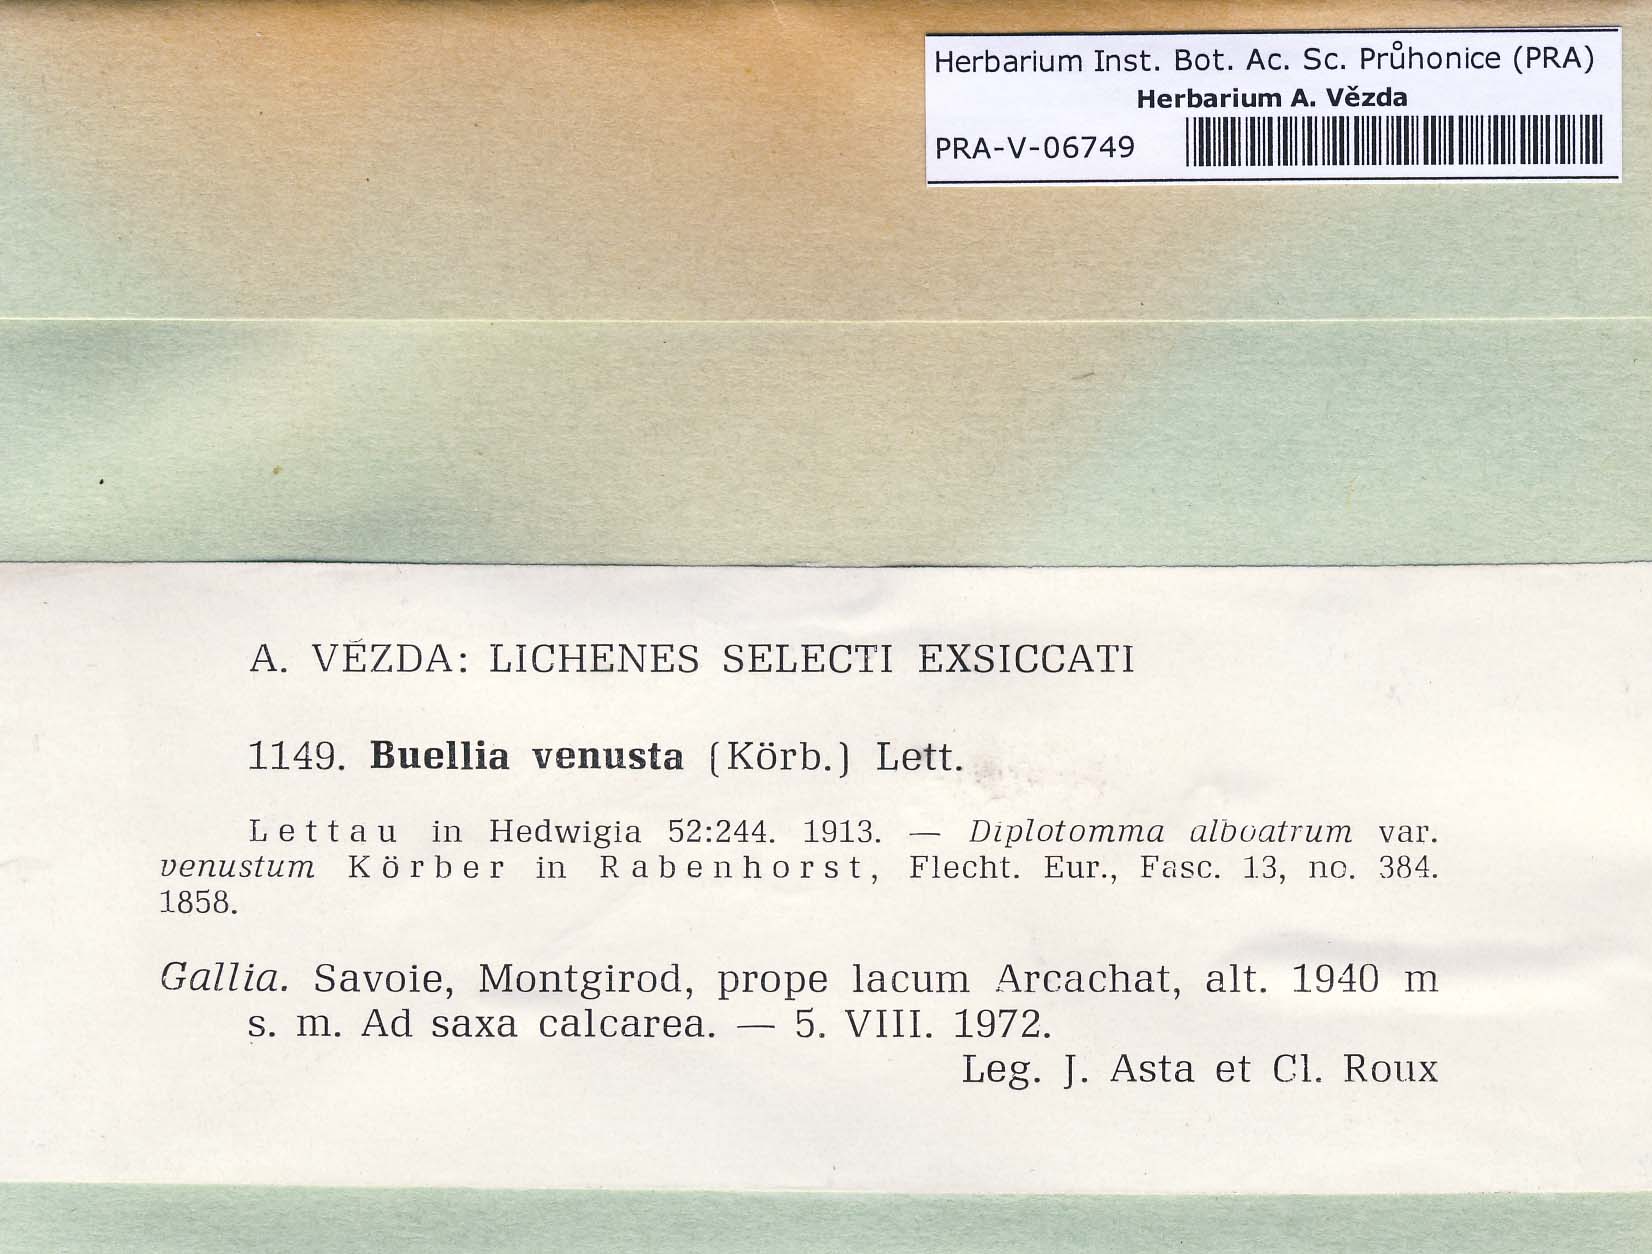 Herbarium Inst. Bot. Ac. Sc. Průhonice (PRA)
Herbarium A. Vězda
PRA-V-06749
A. VĚZDA: LICHENES SELECTI EXSICCATI
1149. Buellia venusta (Körb.) Lett.
Lettau in Hedwigia 52:244. 1913. — Diplotomma alboatrum var.
venustum Körber in Rabenhorst, Flecht. Eur., Fasc. 13, no. 384.
1858.
Gallia. Savoie, Montgirod, prope lacum Arcachat, alt. 1940 m
s. m. Ad saxa calcarea. — 5. VIII. 1972.
Leg. J. Asta et Cl. Roux